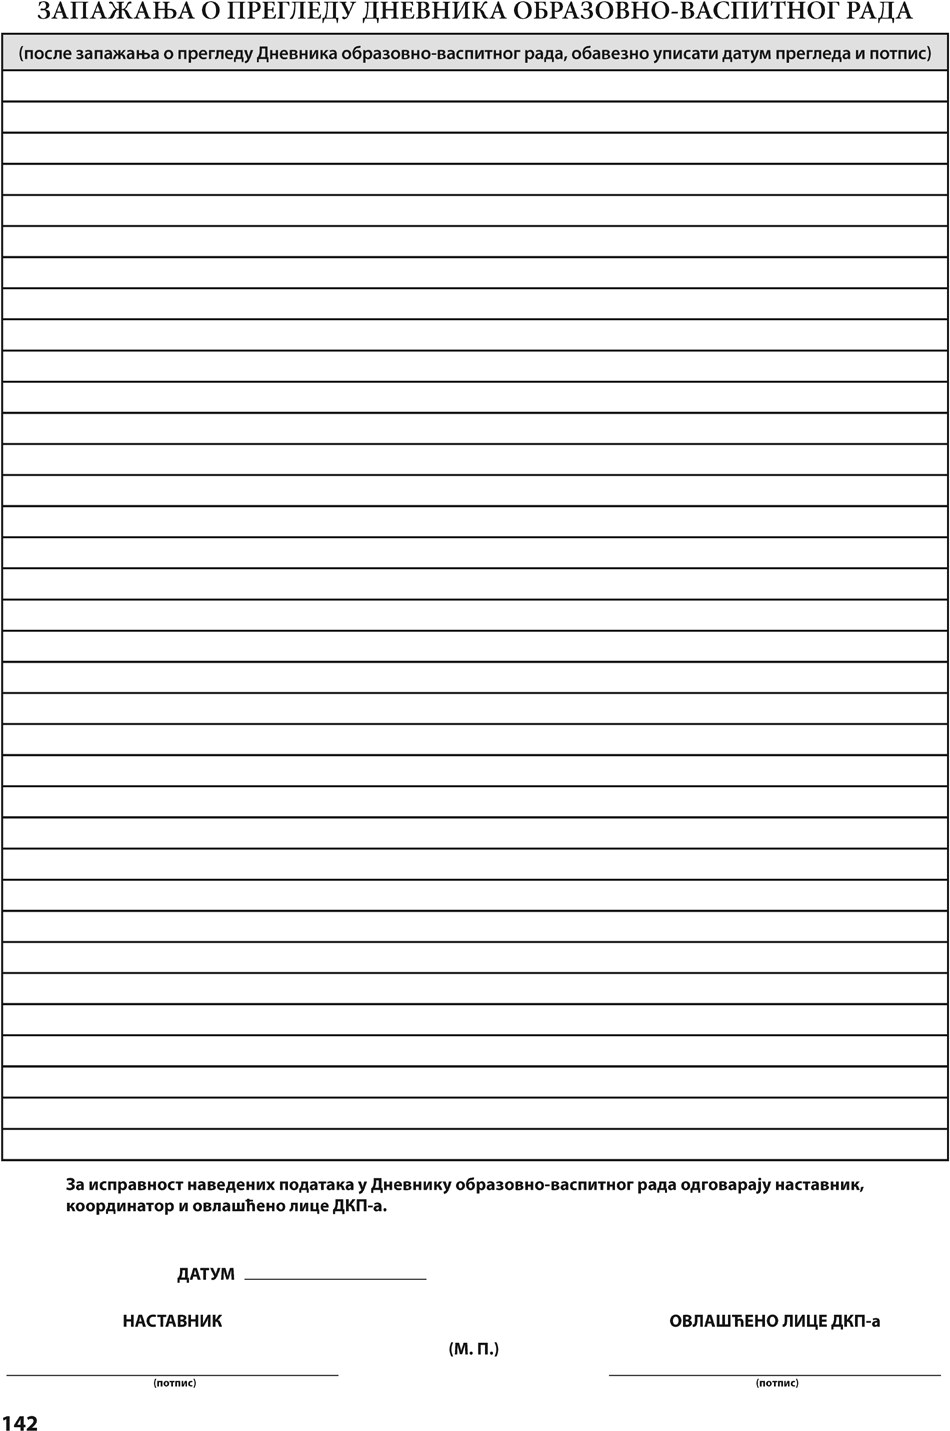 ЗАПАЖАЊА О ПРЕГЛЕДУ ДНЕВНИКА ОБРАЗОВНО-ВАСПИТНОГ РАДА
(после запажања о прегледу Дневника образовно-васпитног рада, обавезно уписати датум прегледа и потпис)
За исправност наведених података у Дневнику образовно-васпитног рада одговарају наставник,
координатор и овлашћено лице ДКП-а.
ДАТУМ
НАСТАВНИК
ОВЛАШЋЕНО ЛИЦЕ ДКП-а
(М. П.)
(потпис)
(потпис)
142